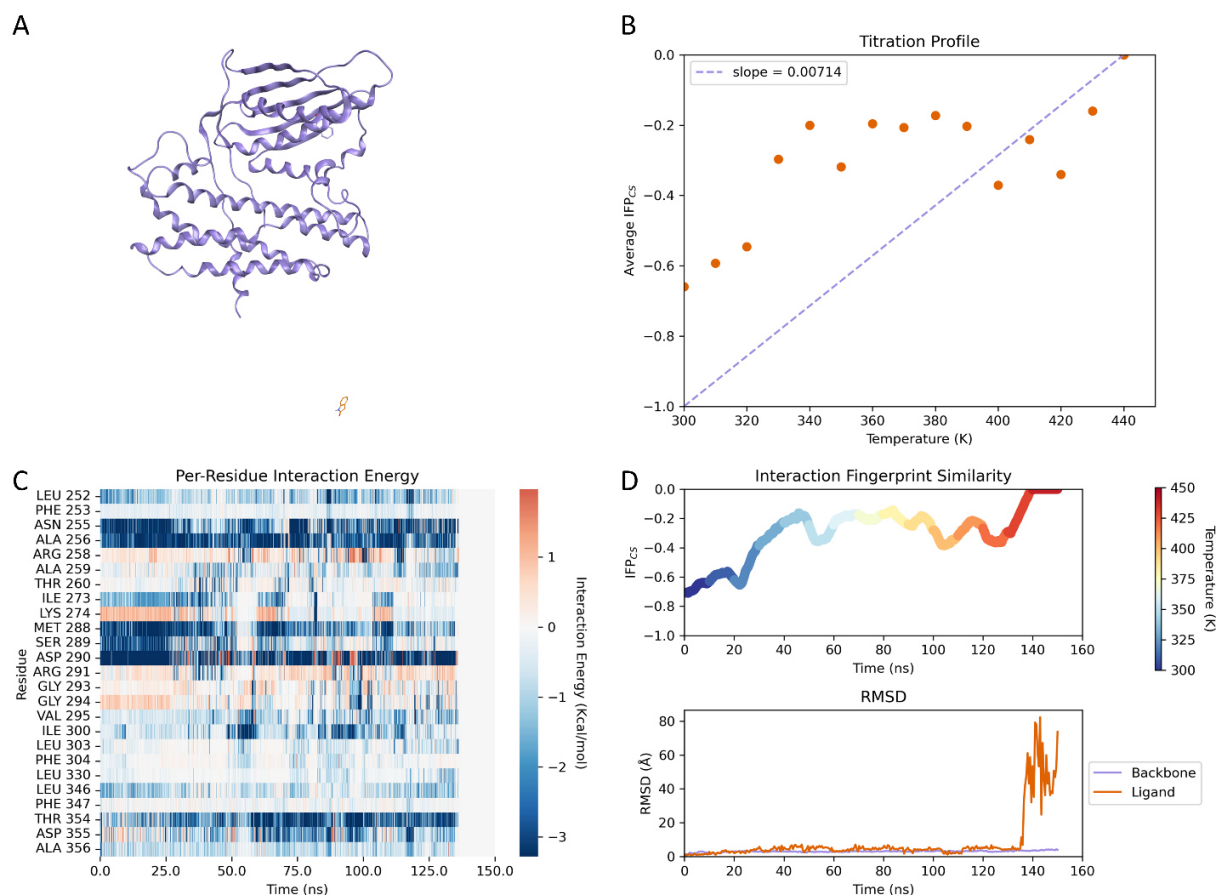 A
B
Titration Profile
slope = 0.00714
0.0
−0.2
−0.4
−0.6
−0.8
−1.0
Average IFP_CS
300 320 340 360 380 400 420 440
Temperature (K)
C
Per-Residue Interaction Energy
Residue
LEU 252
PHE 253
ASN 255
ALA 256
ARG 258
ALA 259
THR 260
ILE 273
LYS 274
MET 288
SER 289
ASP 290
ARG 291
GLY 293
GLY 294
VAL 295
ILE 300
LEU 303
PHE 304
LEU 330
LEU 346
PHE 347
THR 354
ASP 355
ALA 356
0.0 25.0 50.0 75.0 100.0 125.0 150.0
Time (ns)
1
0
−1
−2
−3
Interaction Energy (Kcal/mol)
D
Interaction Fingerprint Similarity
0.0
−0.2
−0.4
−0.6
−0.8
−1.0
IFP_CS
0 20 40 60 80 100 120 140 160
Time (ns)
450
425
400
375
350
325
300
Temperature (K)
RMSD
80
60
40
20
0
RMSD (Å)
0 20 40 60 80 100 120 140 160
Time (ns)
Backbone
Ligand